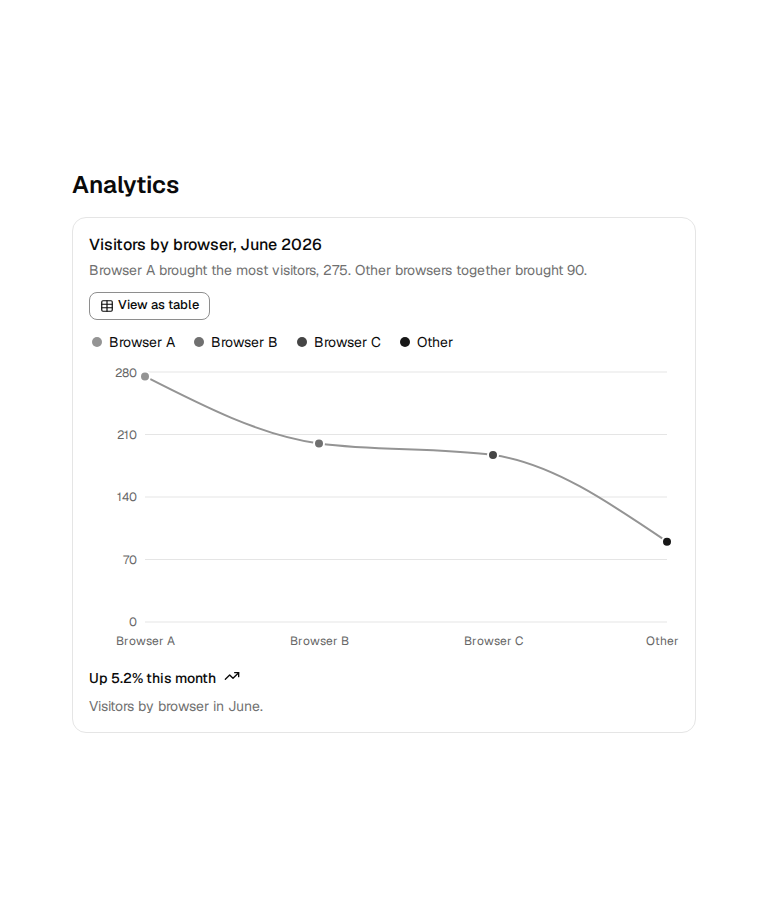 Analytics
Visitors by browser, June 2026
Browser A brought the most visitors, 275. Other browsers together brought 90.
View as table
Browser A Browser B Browser C Other
280
210
140
70
0
Browser A Browser B Browser C Other
Up 5.2% this month
Visitors by browser in June.